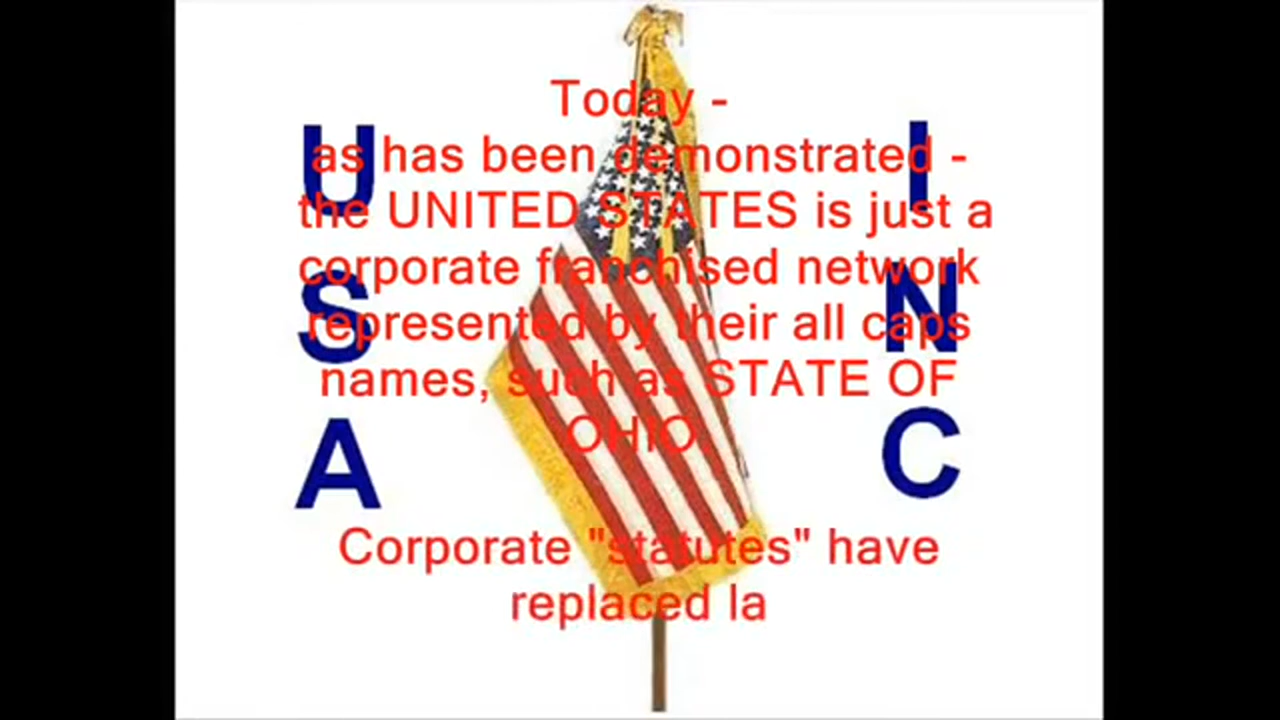 Today -
as has been demonstrated -
the UNITED STATES is just a
corporate franchised network
represented by their all caps
names, such as STATE OF
OHIO.
Corporate "statutes" have
replaced la
U
S
A
I
N
C